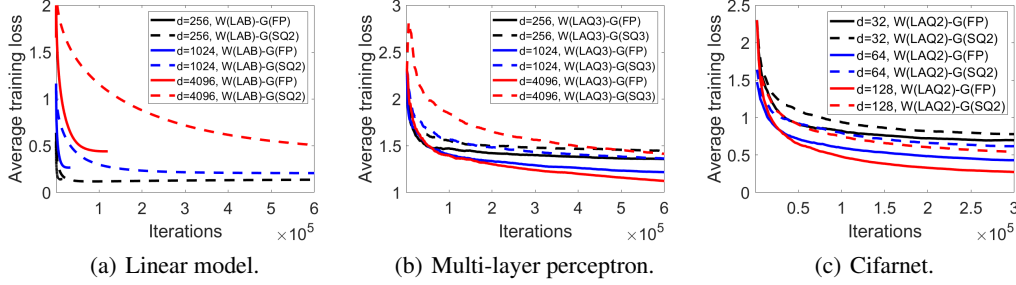 2
1.5
1
0.5
0
1 2 3 4 5 6
×10^5
Average training loss
Iterations
d=256, W(LAB)-G(FP)
d=256, W(LAB)-G(SQ2)
d=1024, W(LAB)-G(FP)
d=1024, W(LAB)-G(SQ2)
d=4096, W(LAB)-G(FP)
d=4096, W(LAB)-G(SQ2)
(a) Linear model.
3
2.5
2
1.5
1
1 2 3 4 5 6
×10^5
Average training loss
Iterations
d=256, W(LAQ3)-G(FP)
d=256, W(LAQ3)-G(SQ3)
d=1024, W(LAQ3)-G(FP)
d=1024, W(LAQ3)-G(SQ3)
d=4096, W(LAQ3)-G(FP)
d=4096, W(LAQ3)-G(SQ3)
(b) Multi-layer perceptron.
2.5
2
1.5
1
0.5
0
0.5 1 1.5 2 2.5 3
×10^5
Average training loss
Iterations
d=32, W(LAQ2)-G(FP)
d=32, W(LAQ2)-G(SQ2)
d=64, W(LAQ2)-G(FP)
d=64, W(LAQ2)-G(SQ2)
d=128, W(LAQ2)-G(FP)
d=128, W(LAQ2)-G(SQ2)
(c) Cifarnet.